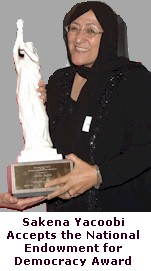 Sakena Yacoobi
Accepts the National
Endowment for
Democracy Award